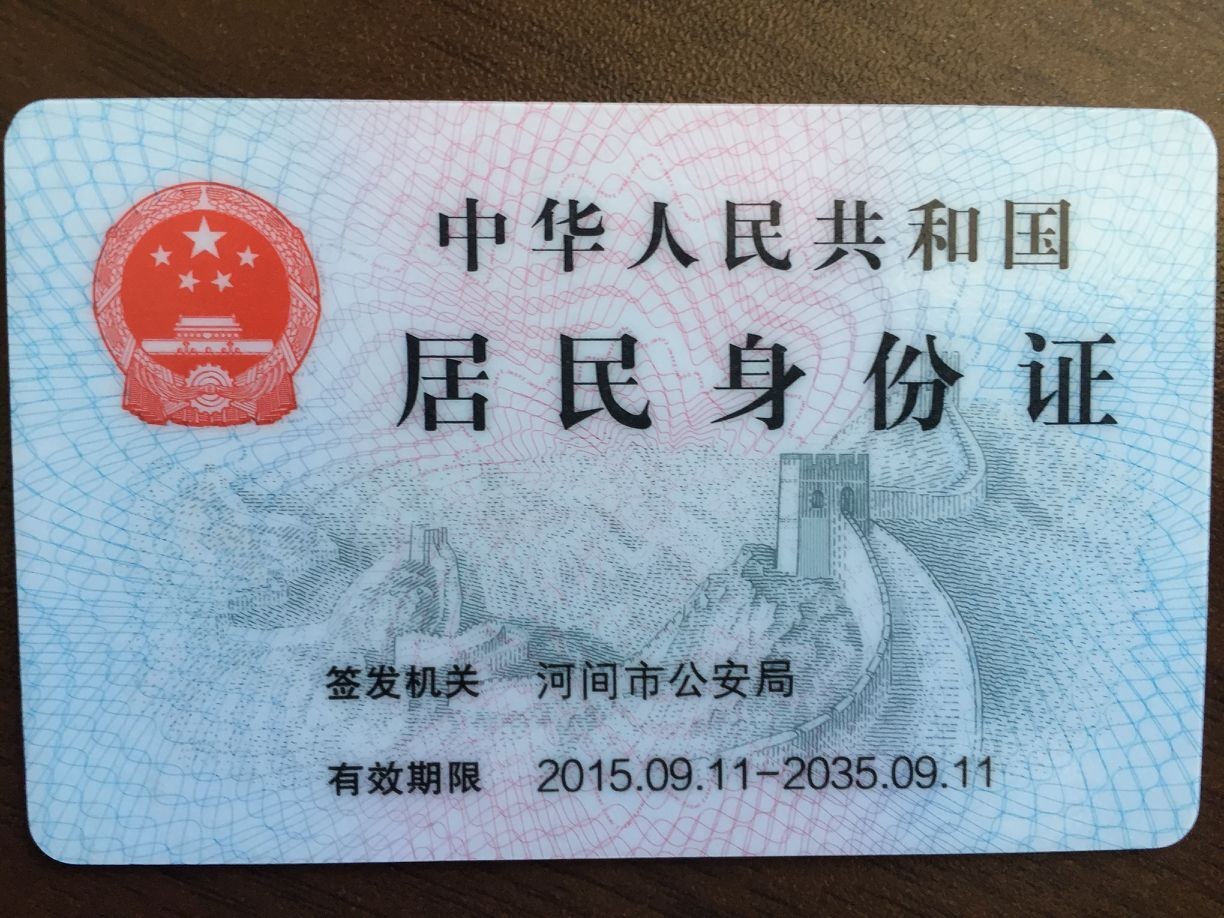 中华人民共和国
居民身份证
签发机关 河间市公安局
有效期限 2015.09.11-2035.09.11